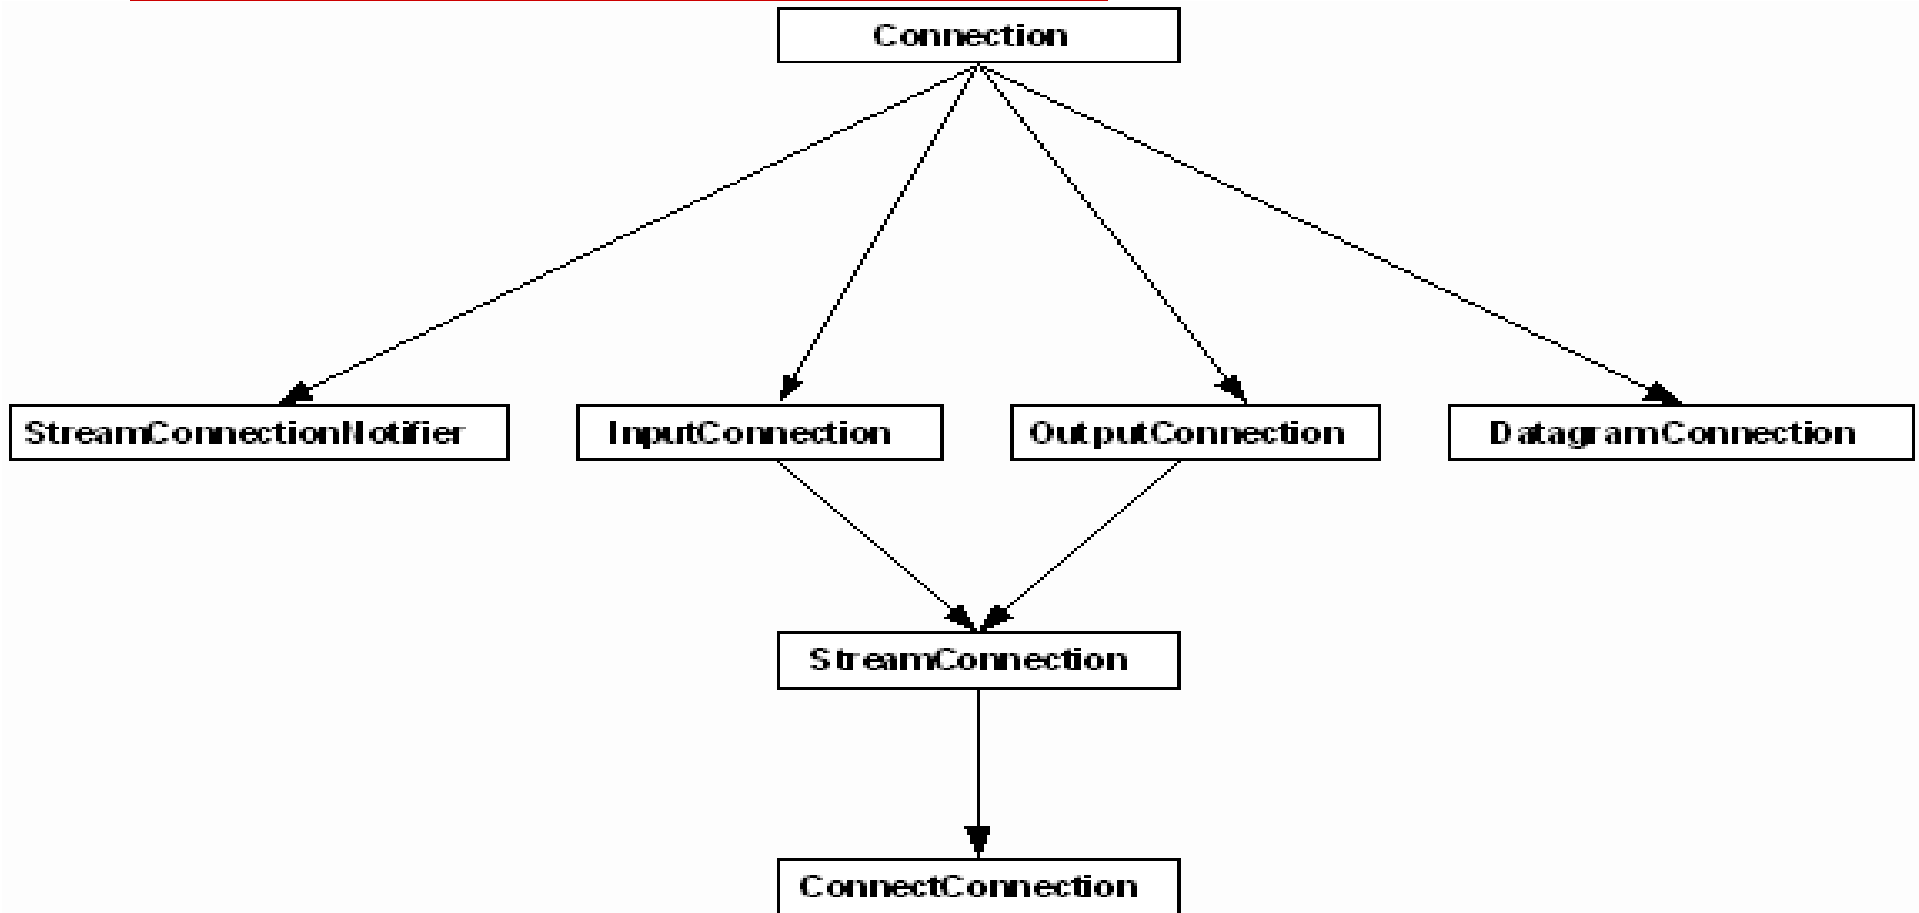 Connection
StreamConnectionNotifier
InputConnection
OutputConnection
DatagramConnection
StreamConnection
ConnectConnection